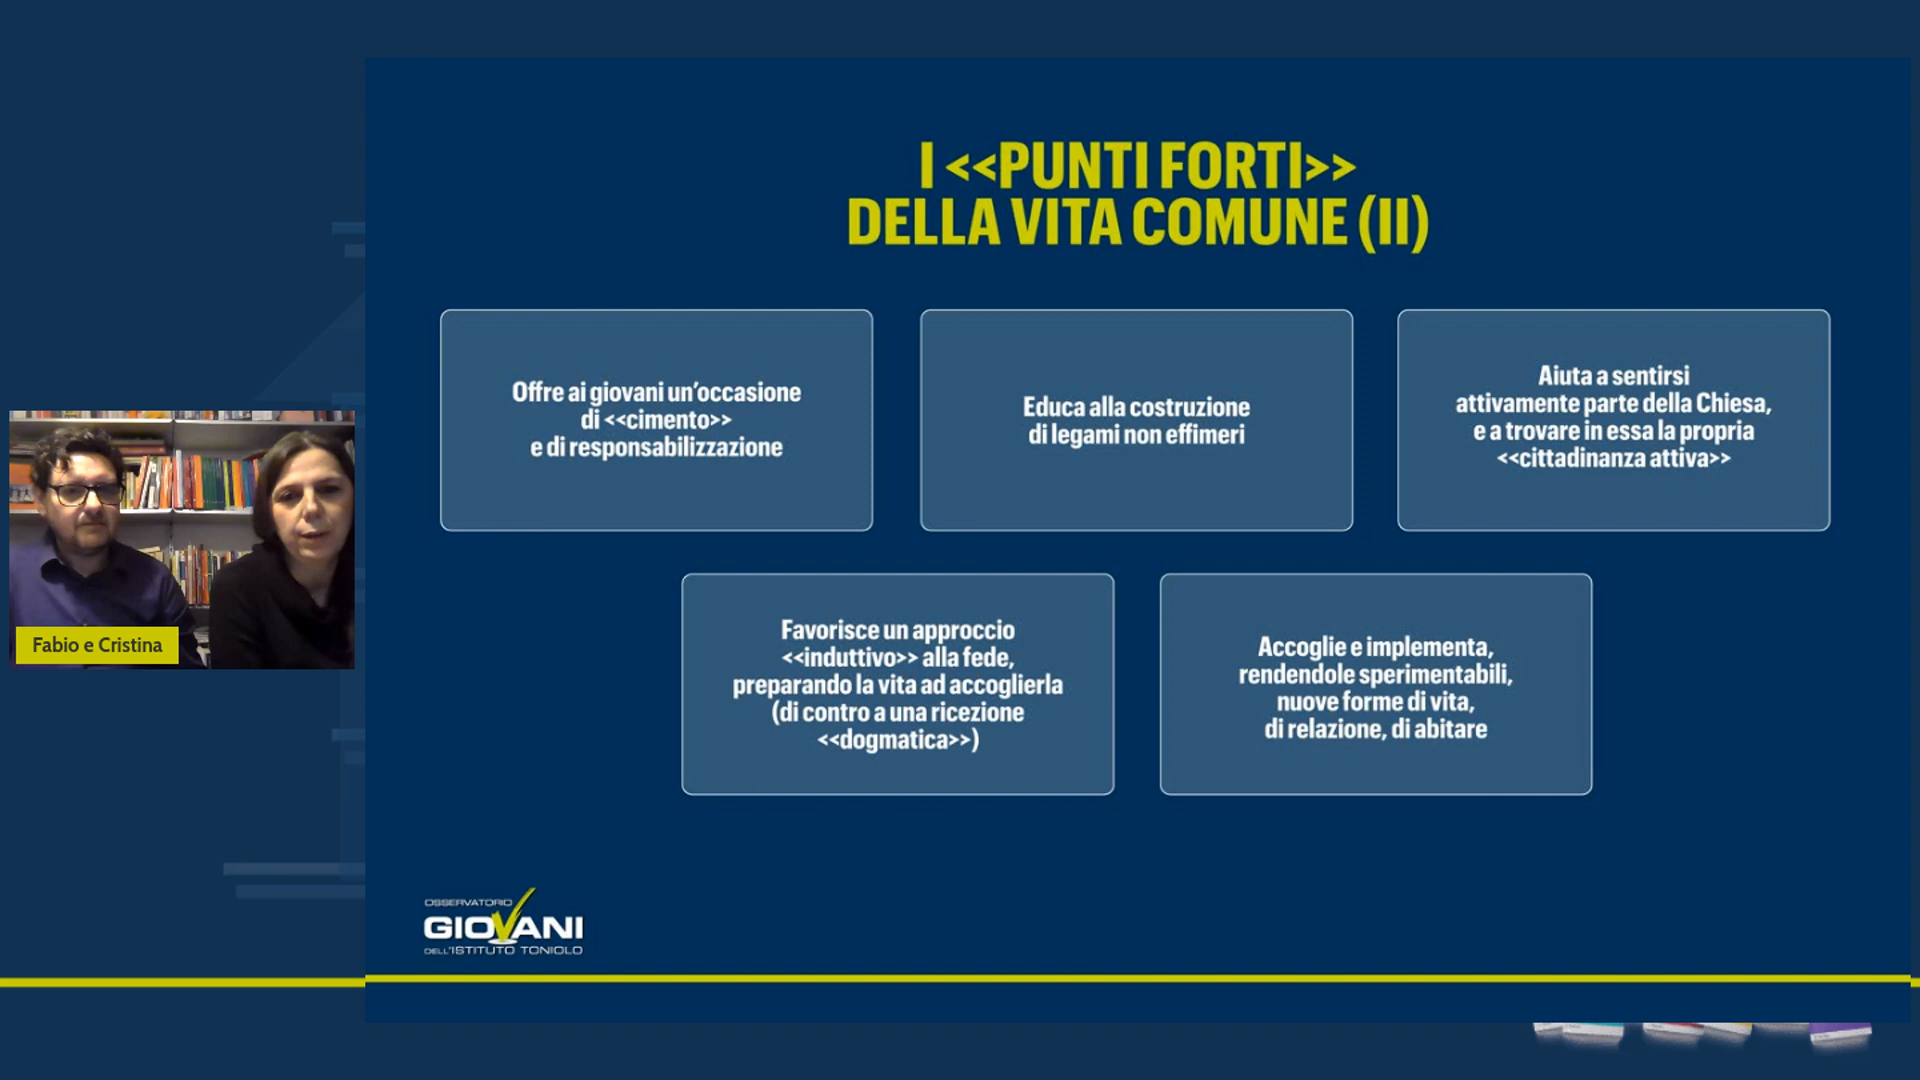 I <<PUNTI FORTI>>
DELLA VITA COMUNE (II)
Offre ai giovani un'occasione
di <<cimento>>
e di responsabilizzazione
Educa alla costruzione
di legami non effimeri
Aiuta a sentirsi
attivamente parte della Chiesa,
e a trovare in essa la propria
<<cittadinanza attiva>>
Favorisce un approccio
<<induttivo>> alla fede,
preparando la vita ad accoglierla
(di contro a una ricezione
<<dogmatica>>)
Accoglie e implementa,
rendendole sperimentabili,
nuove forme di vita,
di relazione, di abitare
Fabio e Cristina
OSSERVATORIO
GIOVANI
DELL'ISTITUTO TONIOLO